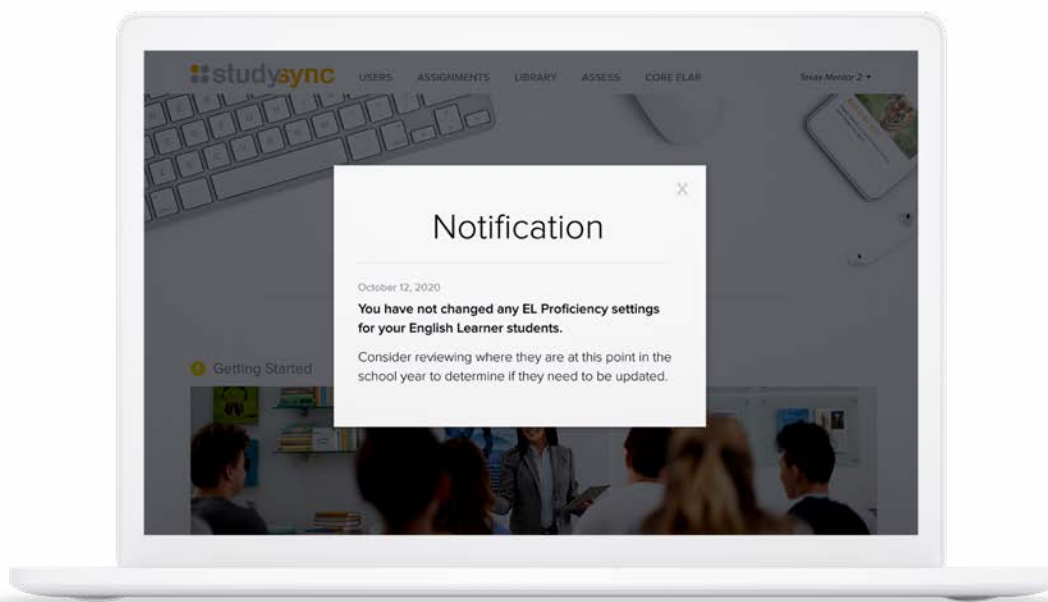 studysync USERS ASSIGNMENTS LIBRARY ASSESS CORE ELAR Texas Mentor 2
X
Notification
October 12, 2020
You have not changed any EL Proficiency settings
for your English Learner students.
Consider reviewing where they are at this point in the
school year to determine if they need to be updated.
Getting Started